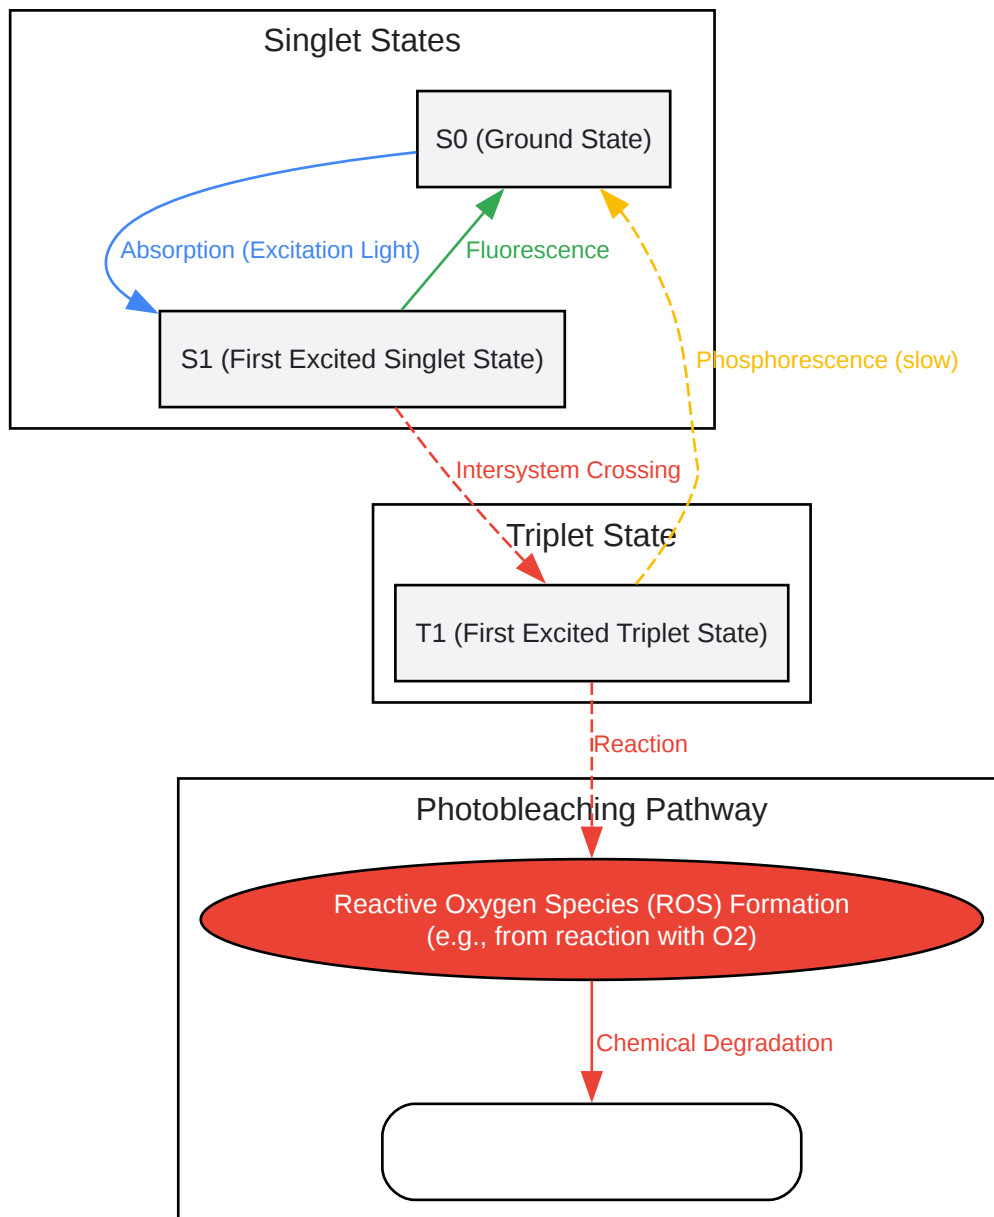 Singlet States
S0 (Ground State)
Absorption (Excitation Light)
Fluorescence
S1 (First Excited Singlet State)
Phosphorescence (slow)
Intersystem Crossing
Triplet State
T1 (First Excited Triplet State)
Reaction
Photobleaching Pathway
Reactive Oxygen Species (ROS) Formation
(e.g., from reaction with O2)
Chemical Degradation